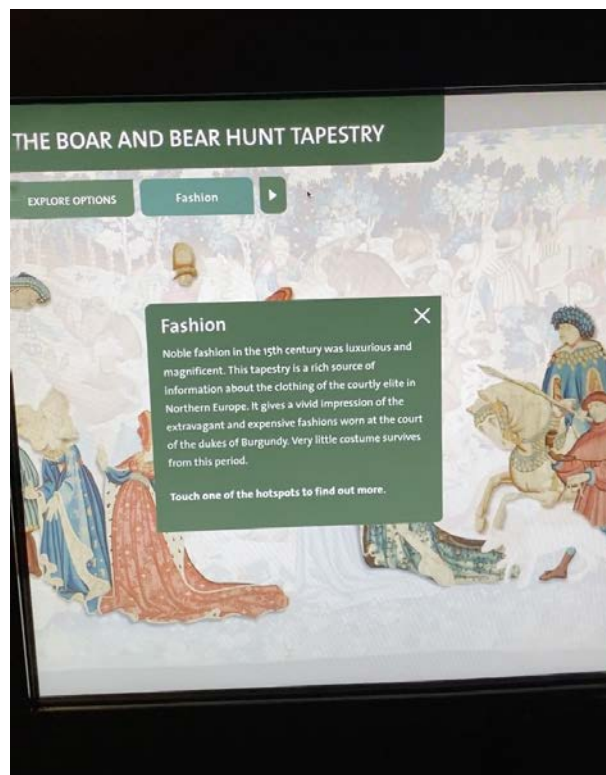 THE BOAR AND BEAR HUNT TAPESTRY
EXPLORE OPTIONS
Fashion
Fashion
Noble fashion in the 15th century was luxurious and
magnificent. This tapestry is a rich source of
information about the clothing of the courtly elite in
Northern Europe. It gives a vivid impression of the
extravagant and expensive fashions worn at the court
of the dukes of Burgundy. Very little costume survives
from this period.
Touch one of the hotspots to find out more.